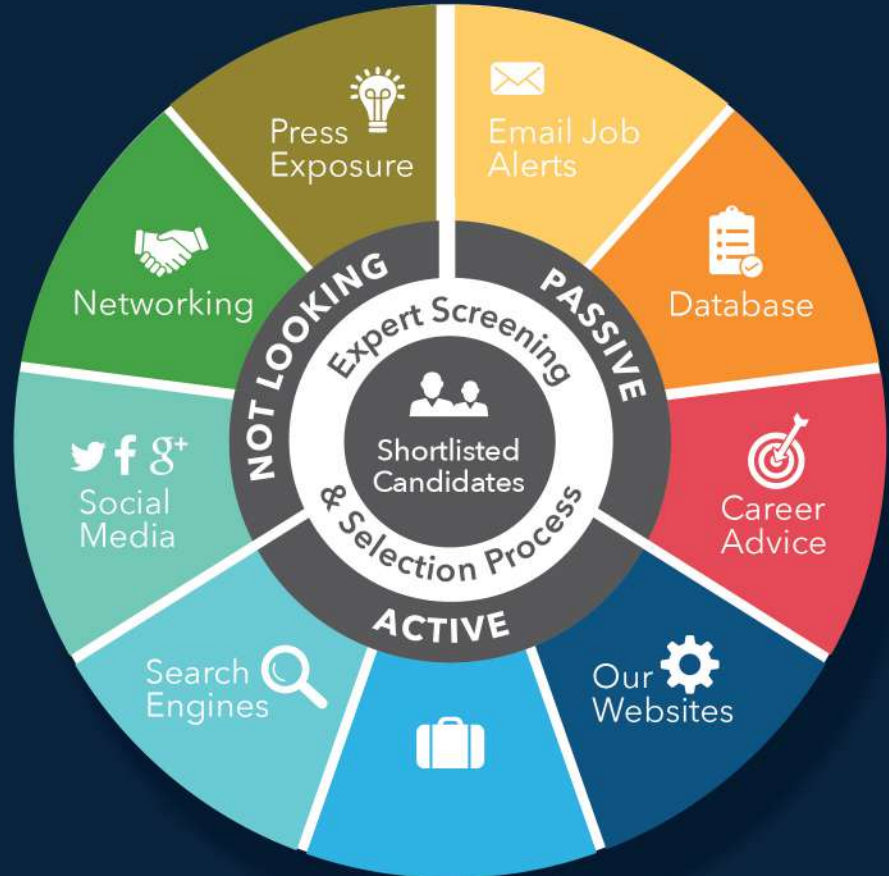 Press
Exposure
Email Job
Alerts
Networking
Database
NOT LOOKING
PASSIVE
Expert Screening
Shortlisted
Candidates
& Selection Process
ACTIVE
g+
Social
Media
Career
Advice
Search
Engines
Our
Websites